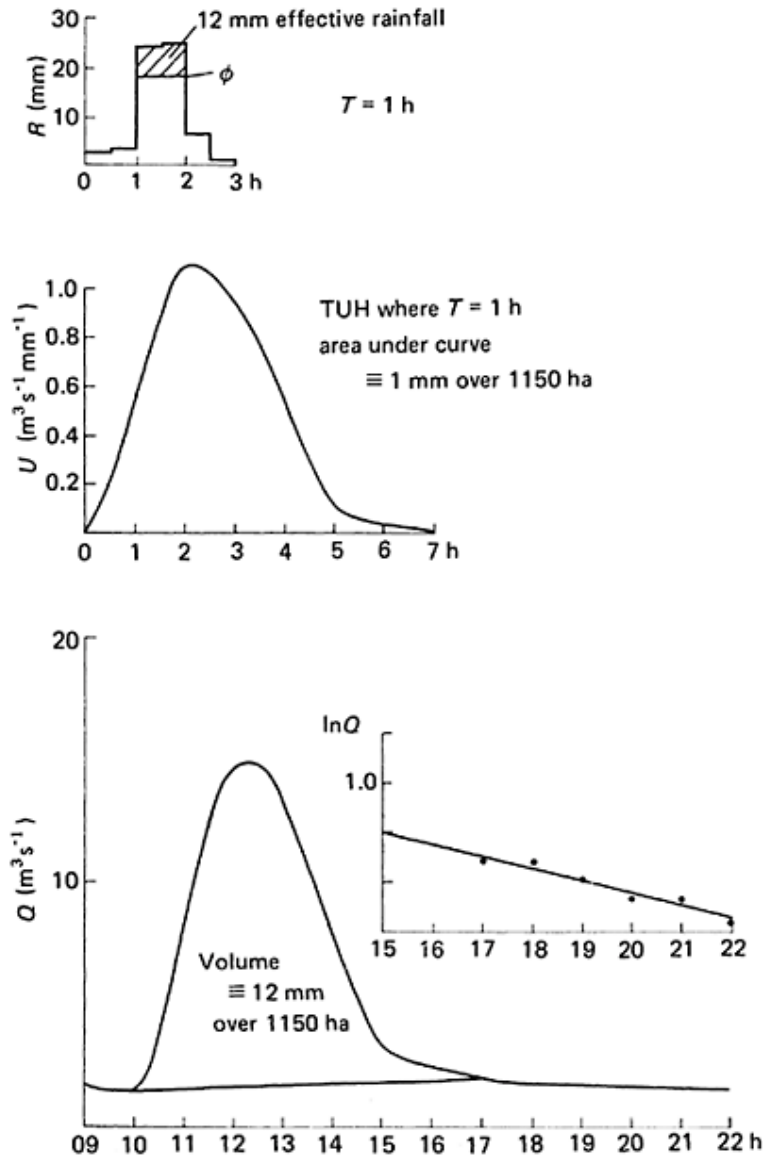 30
12 mm effective rainfall
20
ϕ
R (mm)
T = 1 h
10
0 1 2 3 h
1.0
TUH where T = 1 h
0.8
area under curve
≡ 1 mm over 1150 ha
0.6
U (m³ s⁻¹ mm⁻¹)
0.4
0.2
0 1 2 3 4 5 6 7 h
20
lnQ
1.0
Q (m³ s⁻¹)
10
15 16 17 18 19 20 21 22
Volume
≡ 12 mm
over 1150 ha
09 10 11 12 13 14 15 16 17 18 19 20 21 22 h